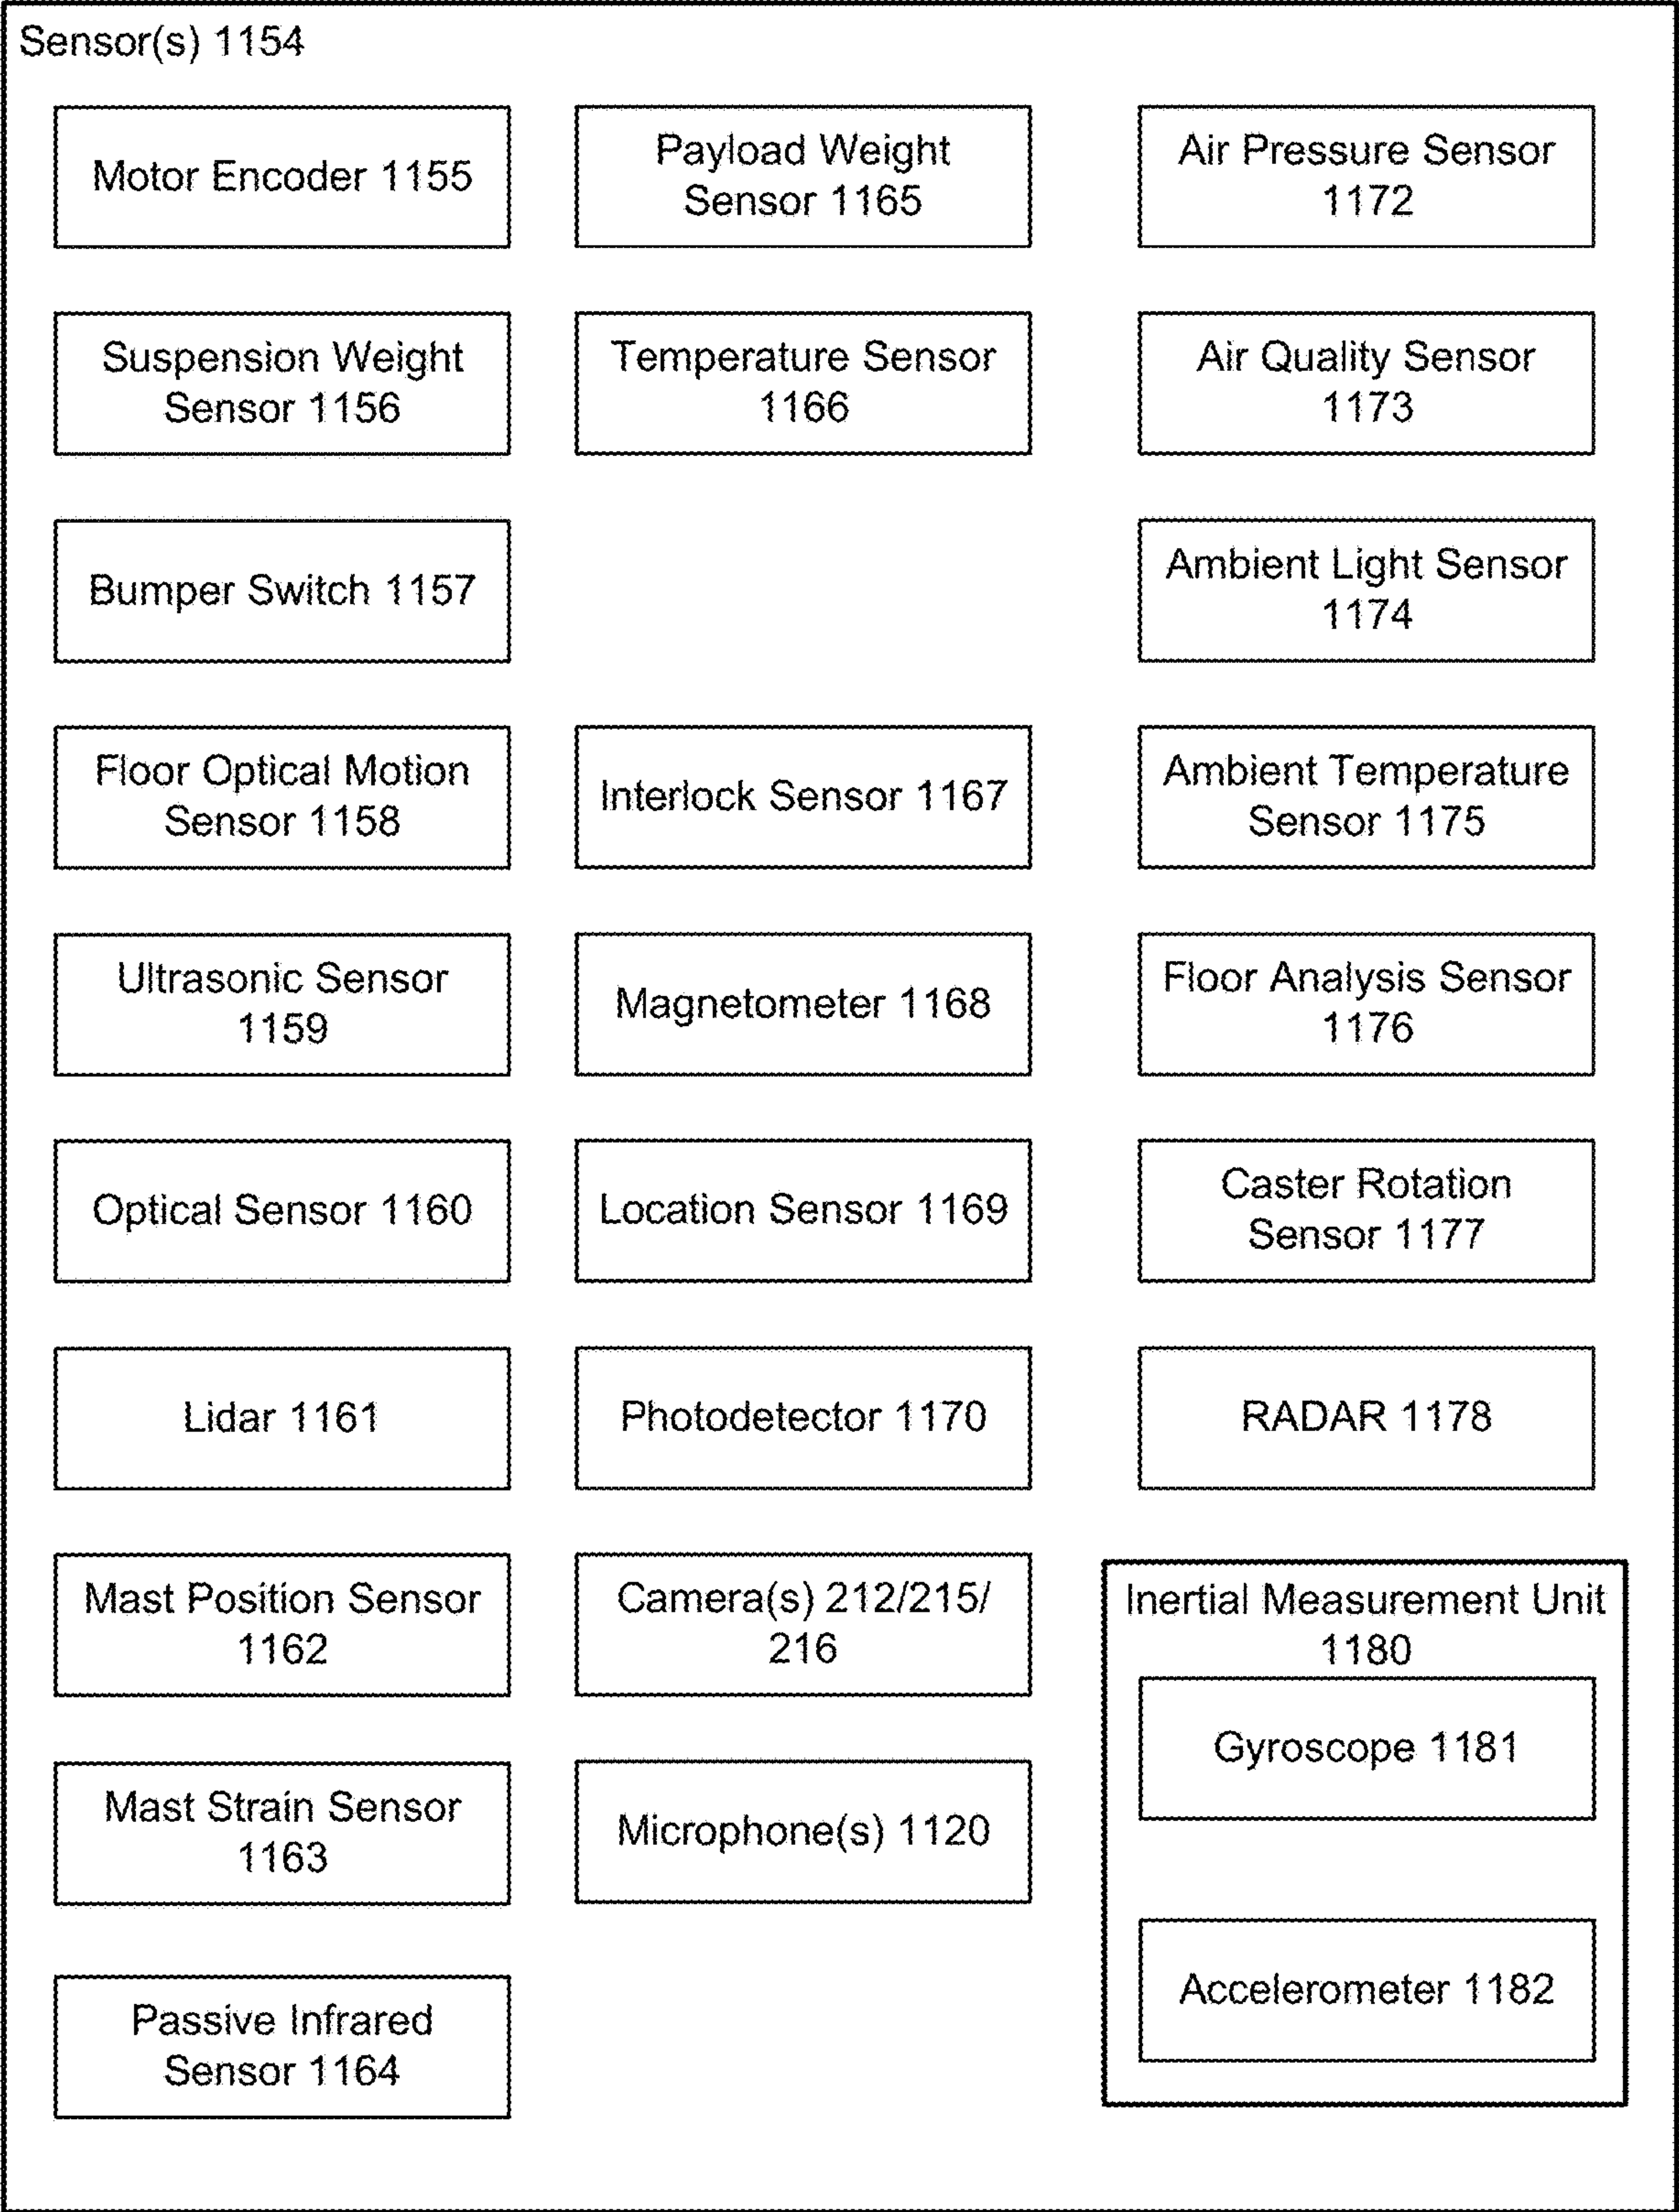 Sensor(s) 1154
Motor Encoder 1155
Suspension Weight
Sensor 1156
Bumper Switch 1157
Floor Optical Motion
Sensor 1158
Ultrasonic Sensor
1159
Optical Sensor 1160
Lidar 1161
Mast Position Sensor
1162
Mast Strain Sensor
1163
Passive Infrared
Sensor 1164
Payload Weight
Sensor 1165
Temperature Sensor
1166
Interlock Sensor 1167
Magnetometer 1168
Location Sensor 1169
Photodetector 1170
Camera(s) 212/215/
216
Microphone(s) 1120
Air Pressure Sensor
1172
Air Quality Sensor
1173
Ambient Light Sensor
1174
Ambient Temperature
Sensor 1175
Floor Analysis Sensor
1176
Caster Rotation
Sensor 1177
RADAR 1178
Inertial Measurement Unit
1180
Gyroscope 1181
Accelerometer 1182